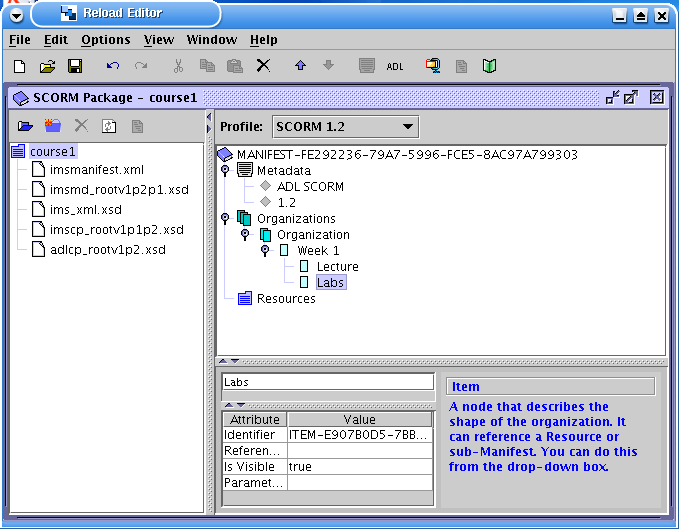 Reload Editor
File Edit Options View Window Help
ADL
SCORM Package - course1
Profile: SCORM 1.2
course1
imsmanifest.xml
imsmd_rootv1p2p1.xsd
ims_xml.xsd
imscp_rootv1p1p2.xsd
adlcp_rootv1p2.xsd
MANIFEST-FE292236-79A7-5996-FCE5-8AC97A799303
Metadata
ADL SCORM
1.2
Organizations
Organization
Week 1
Lecture
Labs
Resources
Labs
Attribute Value
Identifier ITEM-E907B0D5-7BB...
Referen...
Is Visible true
Paramet...
Item
A node that describes the
shape of the organization. It
can reference a Resource or
sub-Manifest. You can do this
from the drop-down box.